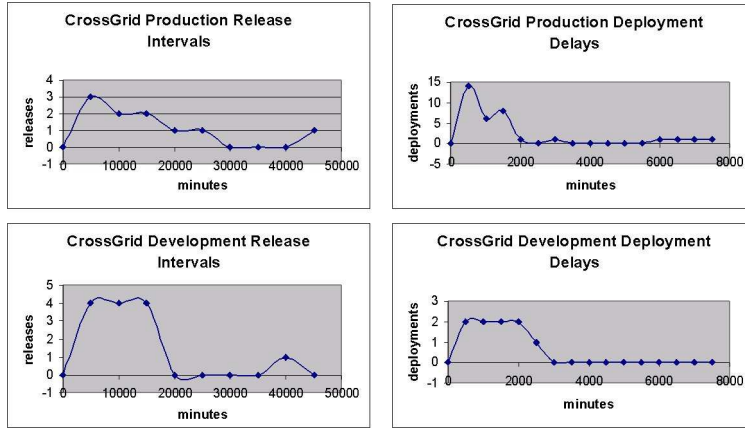 CrossGrid Production Release
Intervals
4
3
2
1
0
-1
0 10000 20000 30000 40000 50000
releases
minutes
CrossGrid Production Deployment
Delays
15
10
5
0
-5
0 2000 4000 6000 8000
deployments
minutes
CrossGrid Development Release
Intervals
5
4
3
2
1
0
-1
0 10000 20000 30000 40000 50000
releases
minutes
CrossGrid Development Deployment
Delays
3
2
1
0
-1
0 2000 4000 6000 8000
deployments
minutes